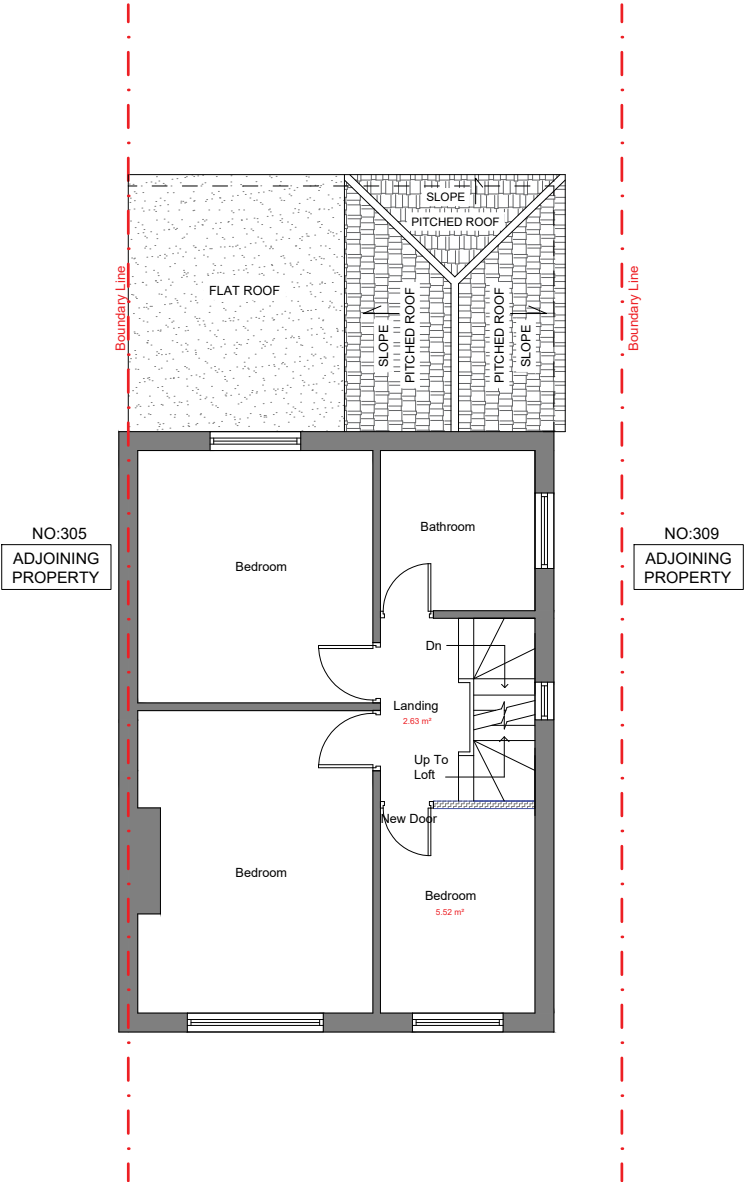 SLOPE
PITCHED ROOF
Boundary Line
FLAT ROOF
SLOPE
PITCHED ROOF
PITCHED ROOF
SLOPE
Boundary Line
NO:305
ADJOINING
PROPERTY
Bedroom
Bathroom
NO:309
ADJOINING
PROPERTY
Dn
Landing
2.63 m²
Up To
Loft
New Door
Bedroom
Bedroom
5.52 m²